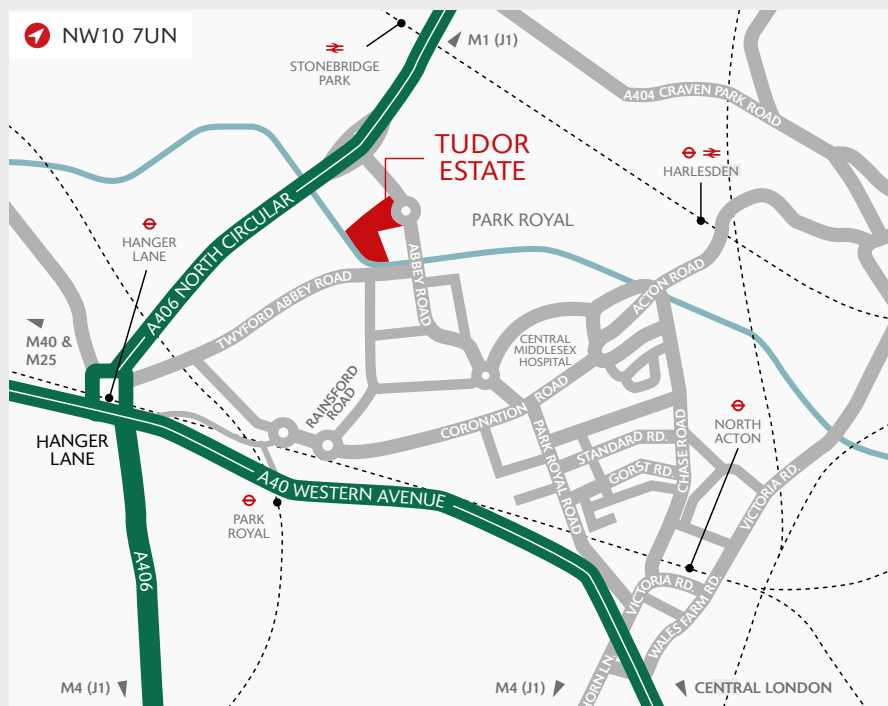 NW10 7UN
M1 (J1)
STONEBRIDGE
PARK
A404 CRAVEN PARK ROAD
TUDOR
ESTATE
HARLESDEN
PARK ROYAL
HANGER
LANE
A406 NORTH CIRCULAR
ABBEY ROAD
TWYFORD ABBEY ROAD
ACTON ROAD
M40 &
M25
CENTRAL
MIDDLESEX
HOSPITAL
RAINSFORD
ROAD
CORONATION ROAD
NORTH
ACTON
HANGER
LANE
PARK ROYAL ROAD
STANDARD RD.
GORST RD.
CHASE ROAD
VICTORIA RD.
A40 WESTERN AVENUE
PARK
ROYAL
A406
VICTORIA RD.
WALES FARM RD.
HORN LN.
M4 (J1)
M4 (J1)
CENTRAL LONDON